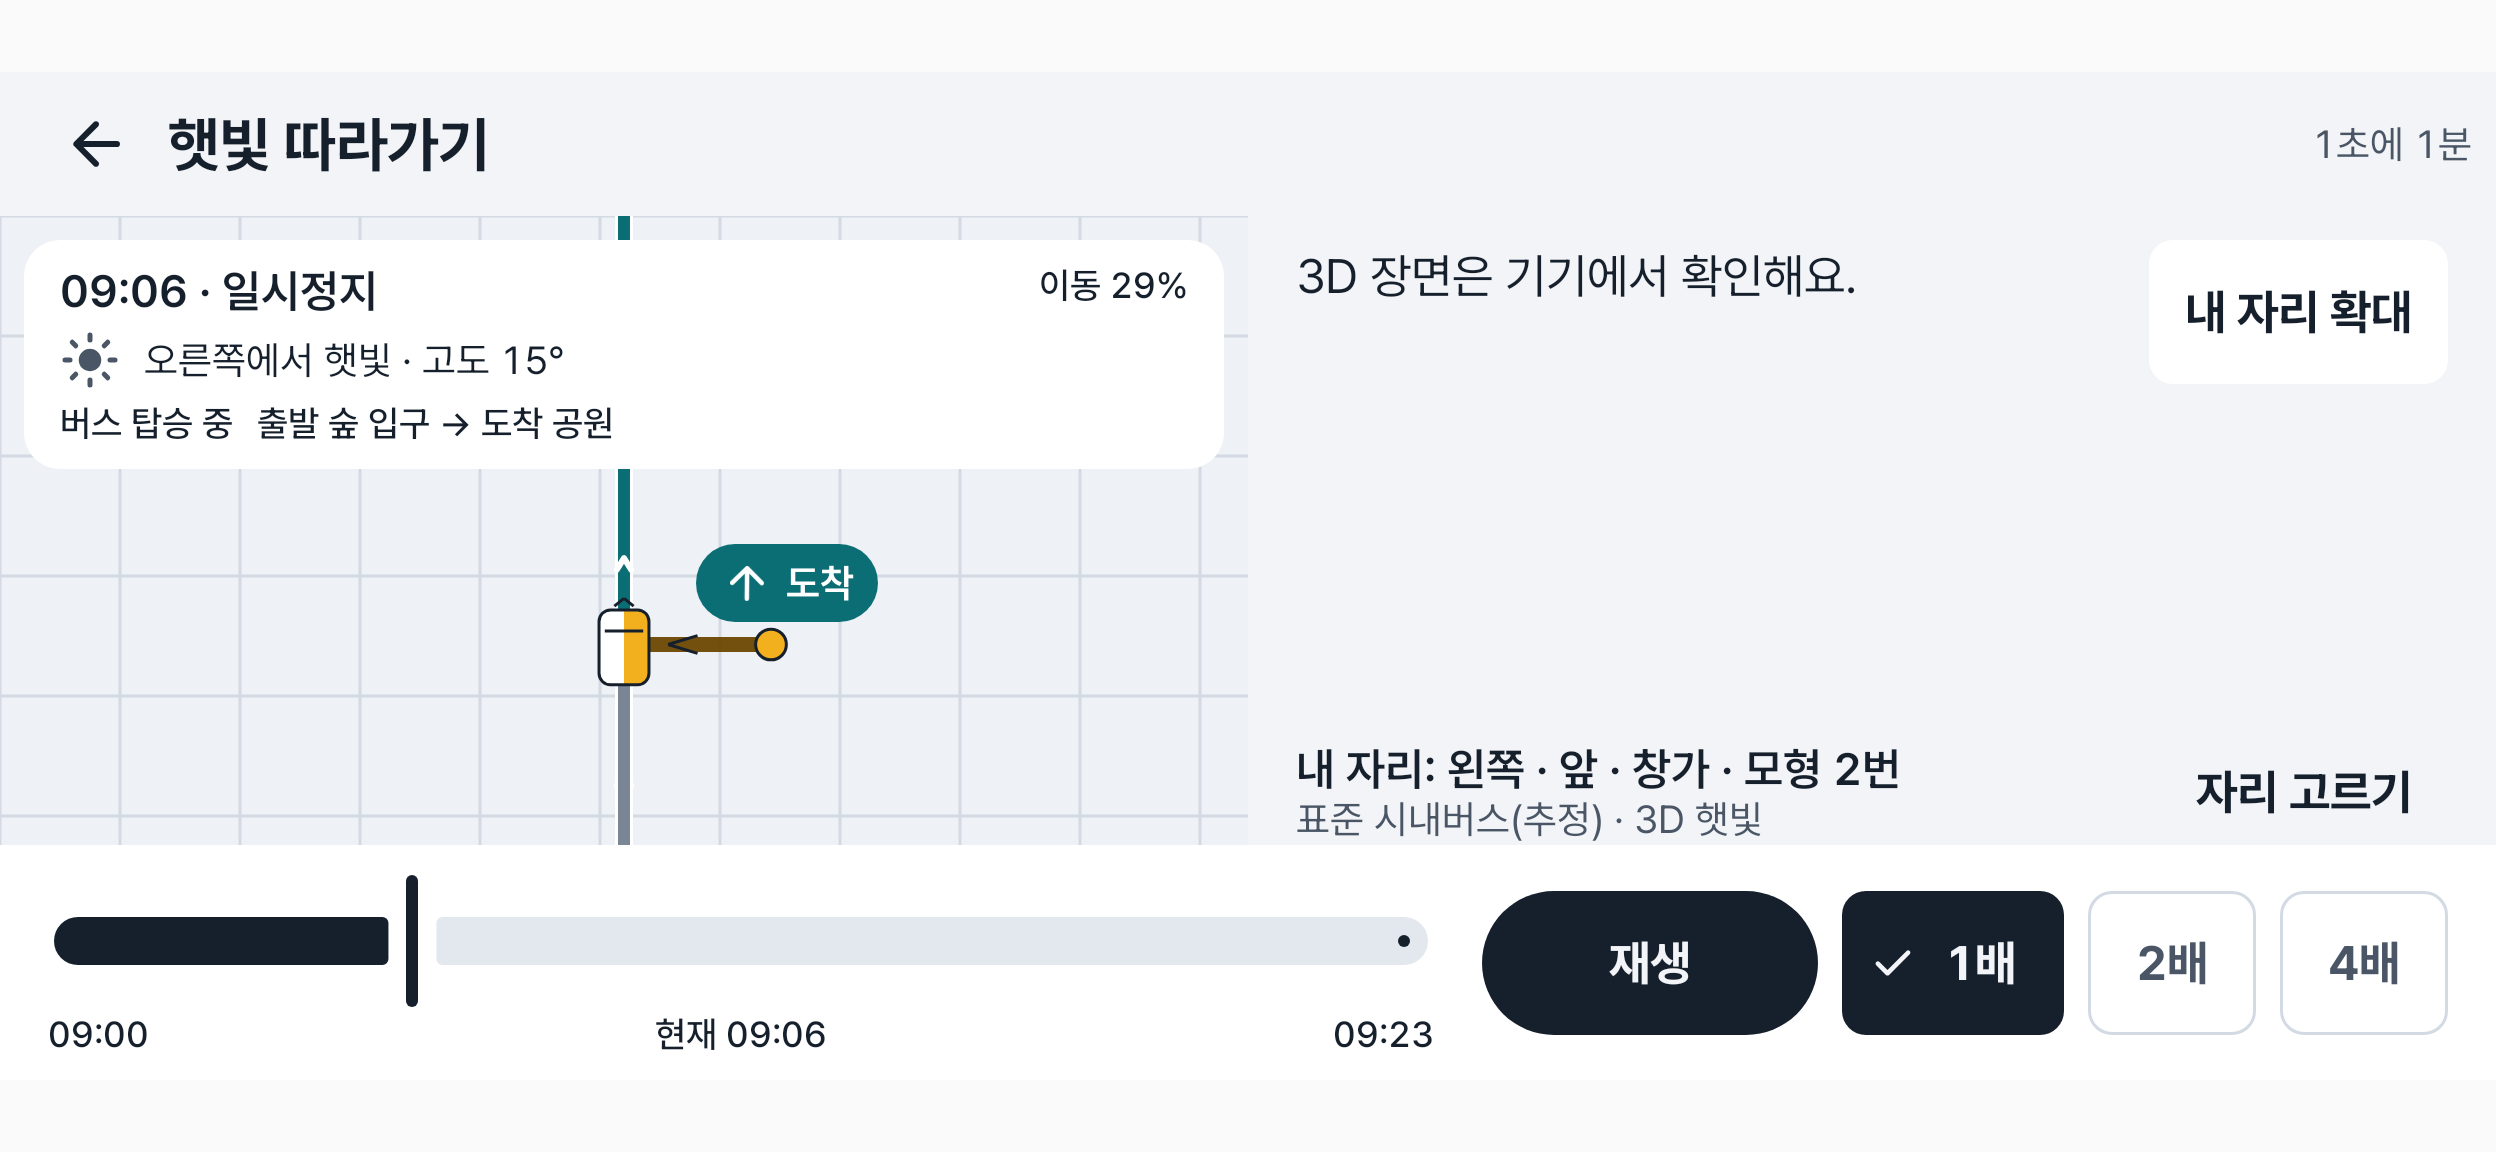 햇빛 따라가기
1초에 1분
09:06 · 일시정지
이동 29%
오른쪽에서 햇빛 · 고도 15°
버스 탑승 중 출발 숲 입구 → 도착 공원
↑ 도착
3D 장면은 기기에서 확인해요.
내 자리 확대
내 자리: 왼쪽 · 앞 · 창가 · 모형 2번
표준 시내버스(추정) · 3D 햇빛
자리 고르기
09:00
현재 09:06
09:23
재생
1배
2배
4배